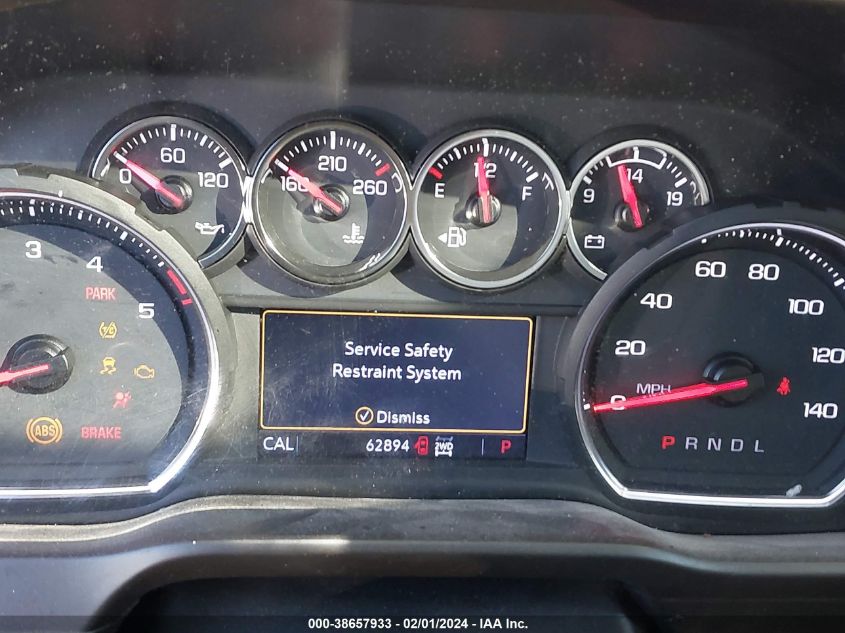 60
0 120
210
160 260
1/2
E F
14
9 19
3
4
5
PARK
T/C
ABS
BRAKE
Service Safety
Restraint System
Dismiss
CAL 62894 2WD P
0 20 40 60 80 100 120 140
MPH
P R N D L
000-38657933 - 02/01/2024 - IAA Inc.